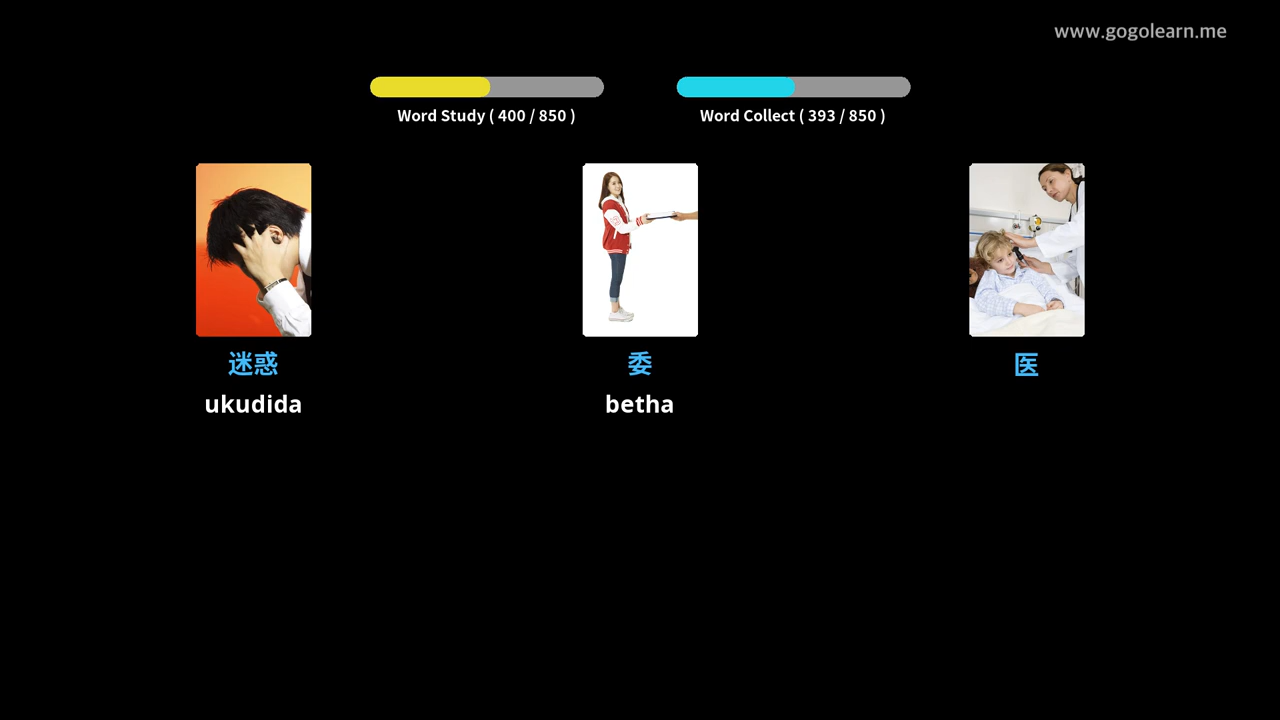 www.gogolearn.me
Word Study ( 400 / 850 )
Word Collect ( 393 / 850 )
迷惑
委
医
ukudida
betha